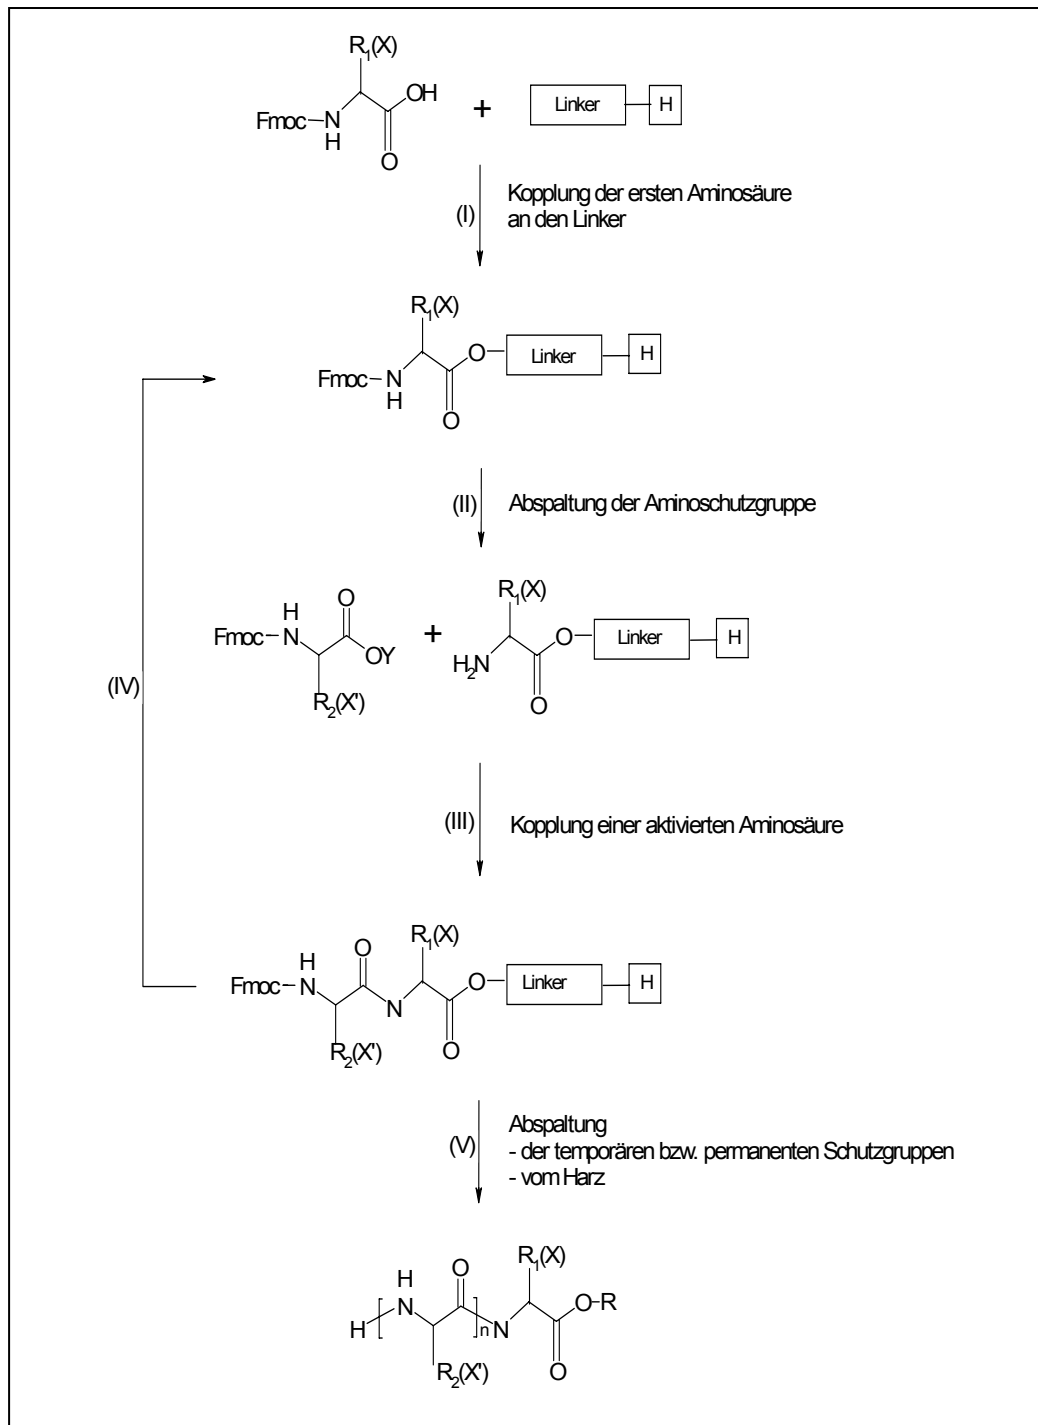 R₁(X)
OH
Fmoc N
H
O
+
Linker H
(I)
Kopplung der ersten Aminosäure
an den Linker
R₁(X)
O Linker H
Fmoc N
H
O
(II)
Abspaltung der Aminoschutzgruppe
H O
Fmoc N
OY
R₂(X')
+
R₁(X)
O Linker H
H₂N
O
(IV)
(III)
Kopplung einer aktivierten Aminosäure
H O R₁(X)
Fmoc N N O Linker H
R₂(X') O
(V)
Abspaltung
- der temporären bzw. permanenten Schutzgruppen
- vom Harz
H O R₁(X)
H [ N ]n N O-R
R₂(X') O